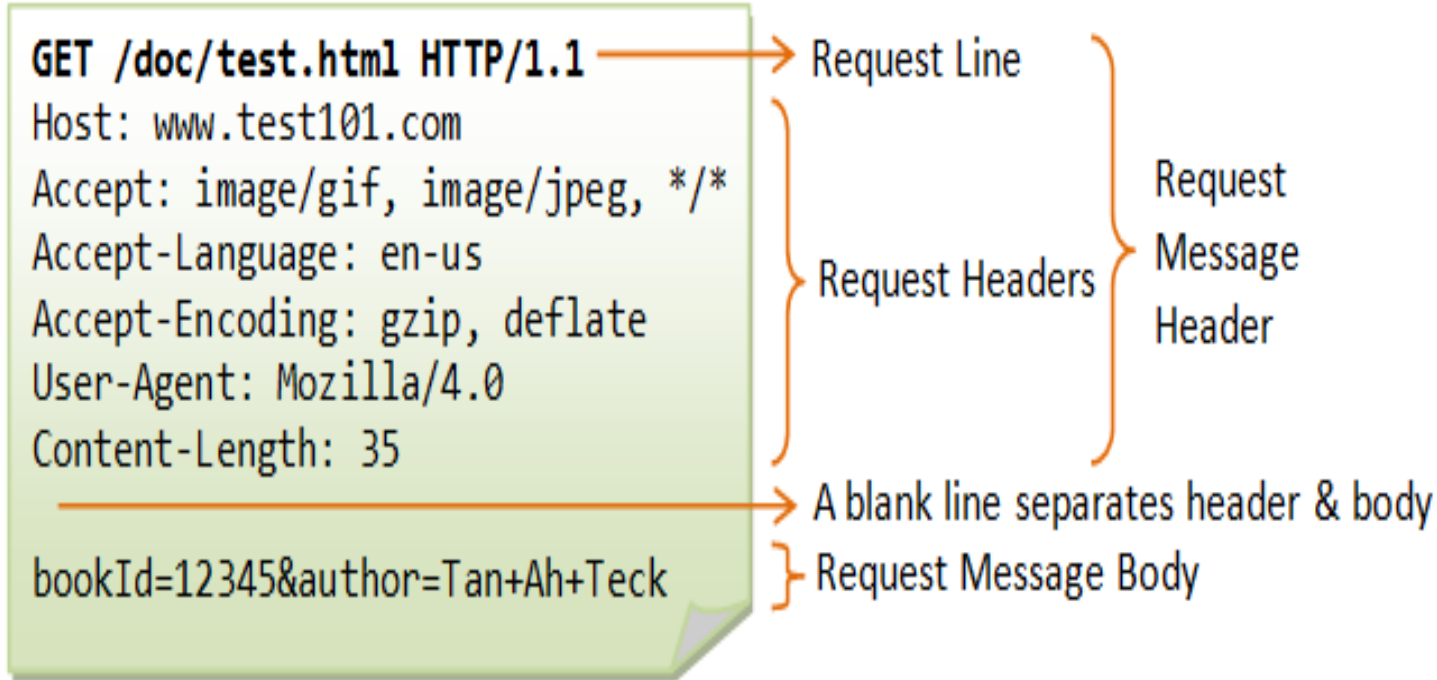 GET /doc/test.html HTTP/1.1
Request Line
Host: www.test101.com
Accept: image/gif, image/jpeg, */*
Accept-Language: en-us
Accept-Encoding: gzip, deflate
User-Agent: Mozilla/4.0
Content-Length: 35
Request Headers
Request
Message
Header
A blank line separates header & body
bookId=12345&author=Tan+Ah+Teck
Request Message Body